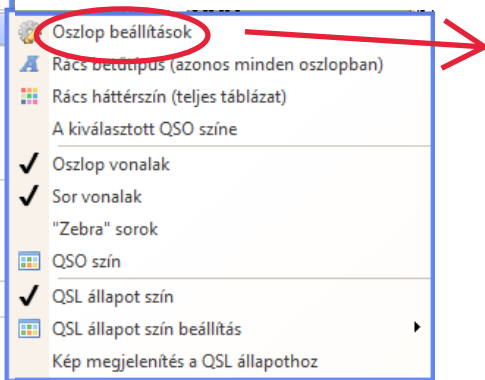 Oszlop beállítások
Rács betűtípus (azonos minden oszlopban)
Rács háttérszín (teljes táblázat)
A kiválasztott QSO színe
Oszlop vonalak
Sor vonalak
"Zebra" sorok
QSO szín
QSL állapot szín
QSL állapot szín beállítás
Kép megjelenítés a QSL állapothoz